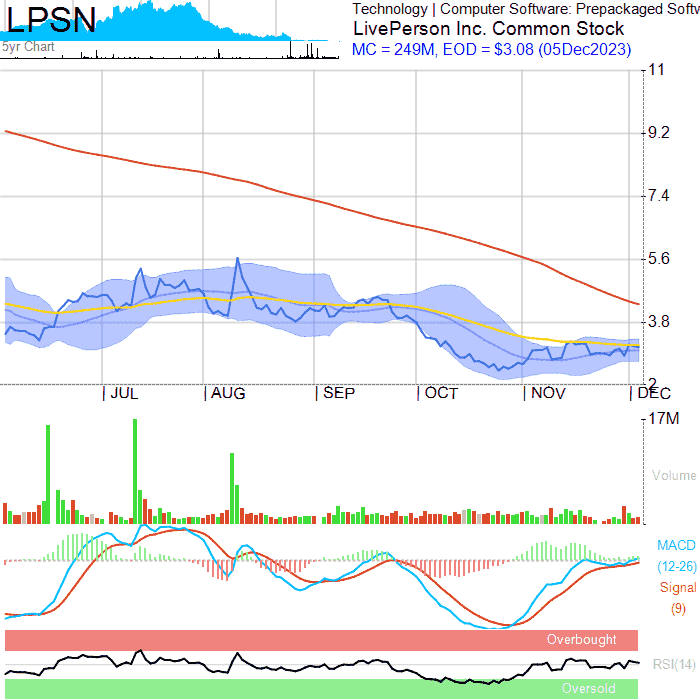 LPSN
Technology | Computer Software: Prepackaged Softw
LivePerson Inc. Common Stock
5yr Chart
MC = 249M, EOD = $3.08 (05Dec2023)
11
9.2
7.4
5.6
3.8
2
JUL AUG SEP OCT NOV DEC
17M
Volume
MACD
(12-26)
Signal
(9)
Overbought
RSI(14)
Oversold